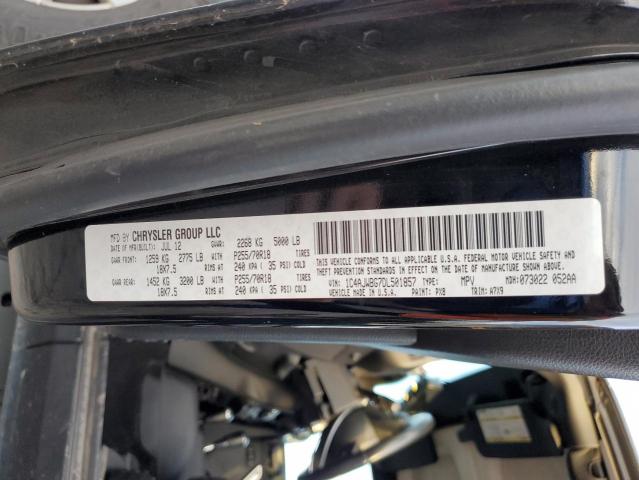 MFD BY CHRYSLER GROUP LLC
DATE OF MFR(BUILT): JUL 12 GVWR: 2268 KG 5000 LB
GAWR FRONT: 1259 KG 2775 LB WITH P255/70R18 TIRES
18X7.5 RIMS AT 240 KPA ( 35 PSI) COLD
GAWR REAR: 1452 KG 3200 LB WITH P255/70R18 TIRES
18X7.5 RIMS AT 240 KPA ( 35 PSI) COLD
THIS VEHICLE CONFORMS TO ALL APPLICABLE U.S.A. FEDERAL MOTOR VEHICLE SAFETY AND
THEFT PREVENTION STANDARDS IN EFFECT ON THE DATE OF MANUFACTURE SHOWN ABOVE.
VIN: 1C4AJWBG7DL501857 TYPE: MPV MDH: 073022 052AA
VEHICLE MADE IN U.S.A. PAINT: PX8 TRIM: A7X9